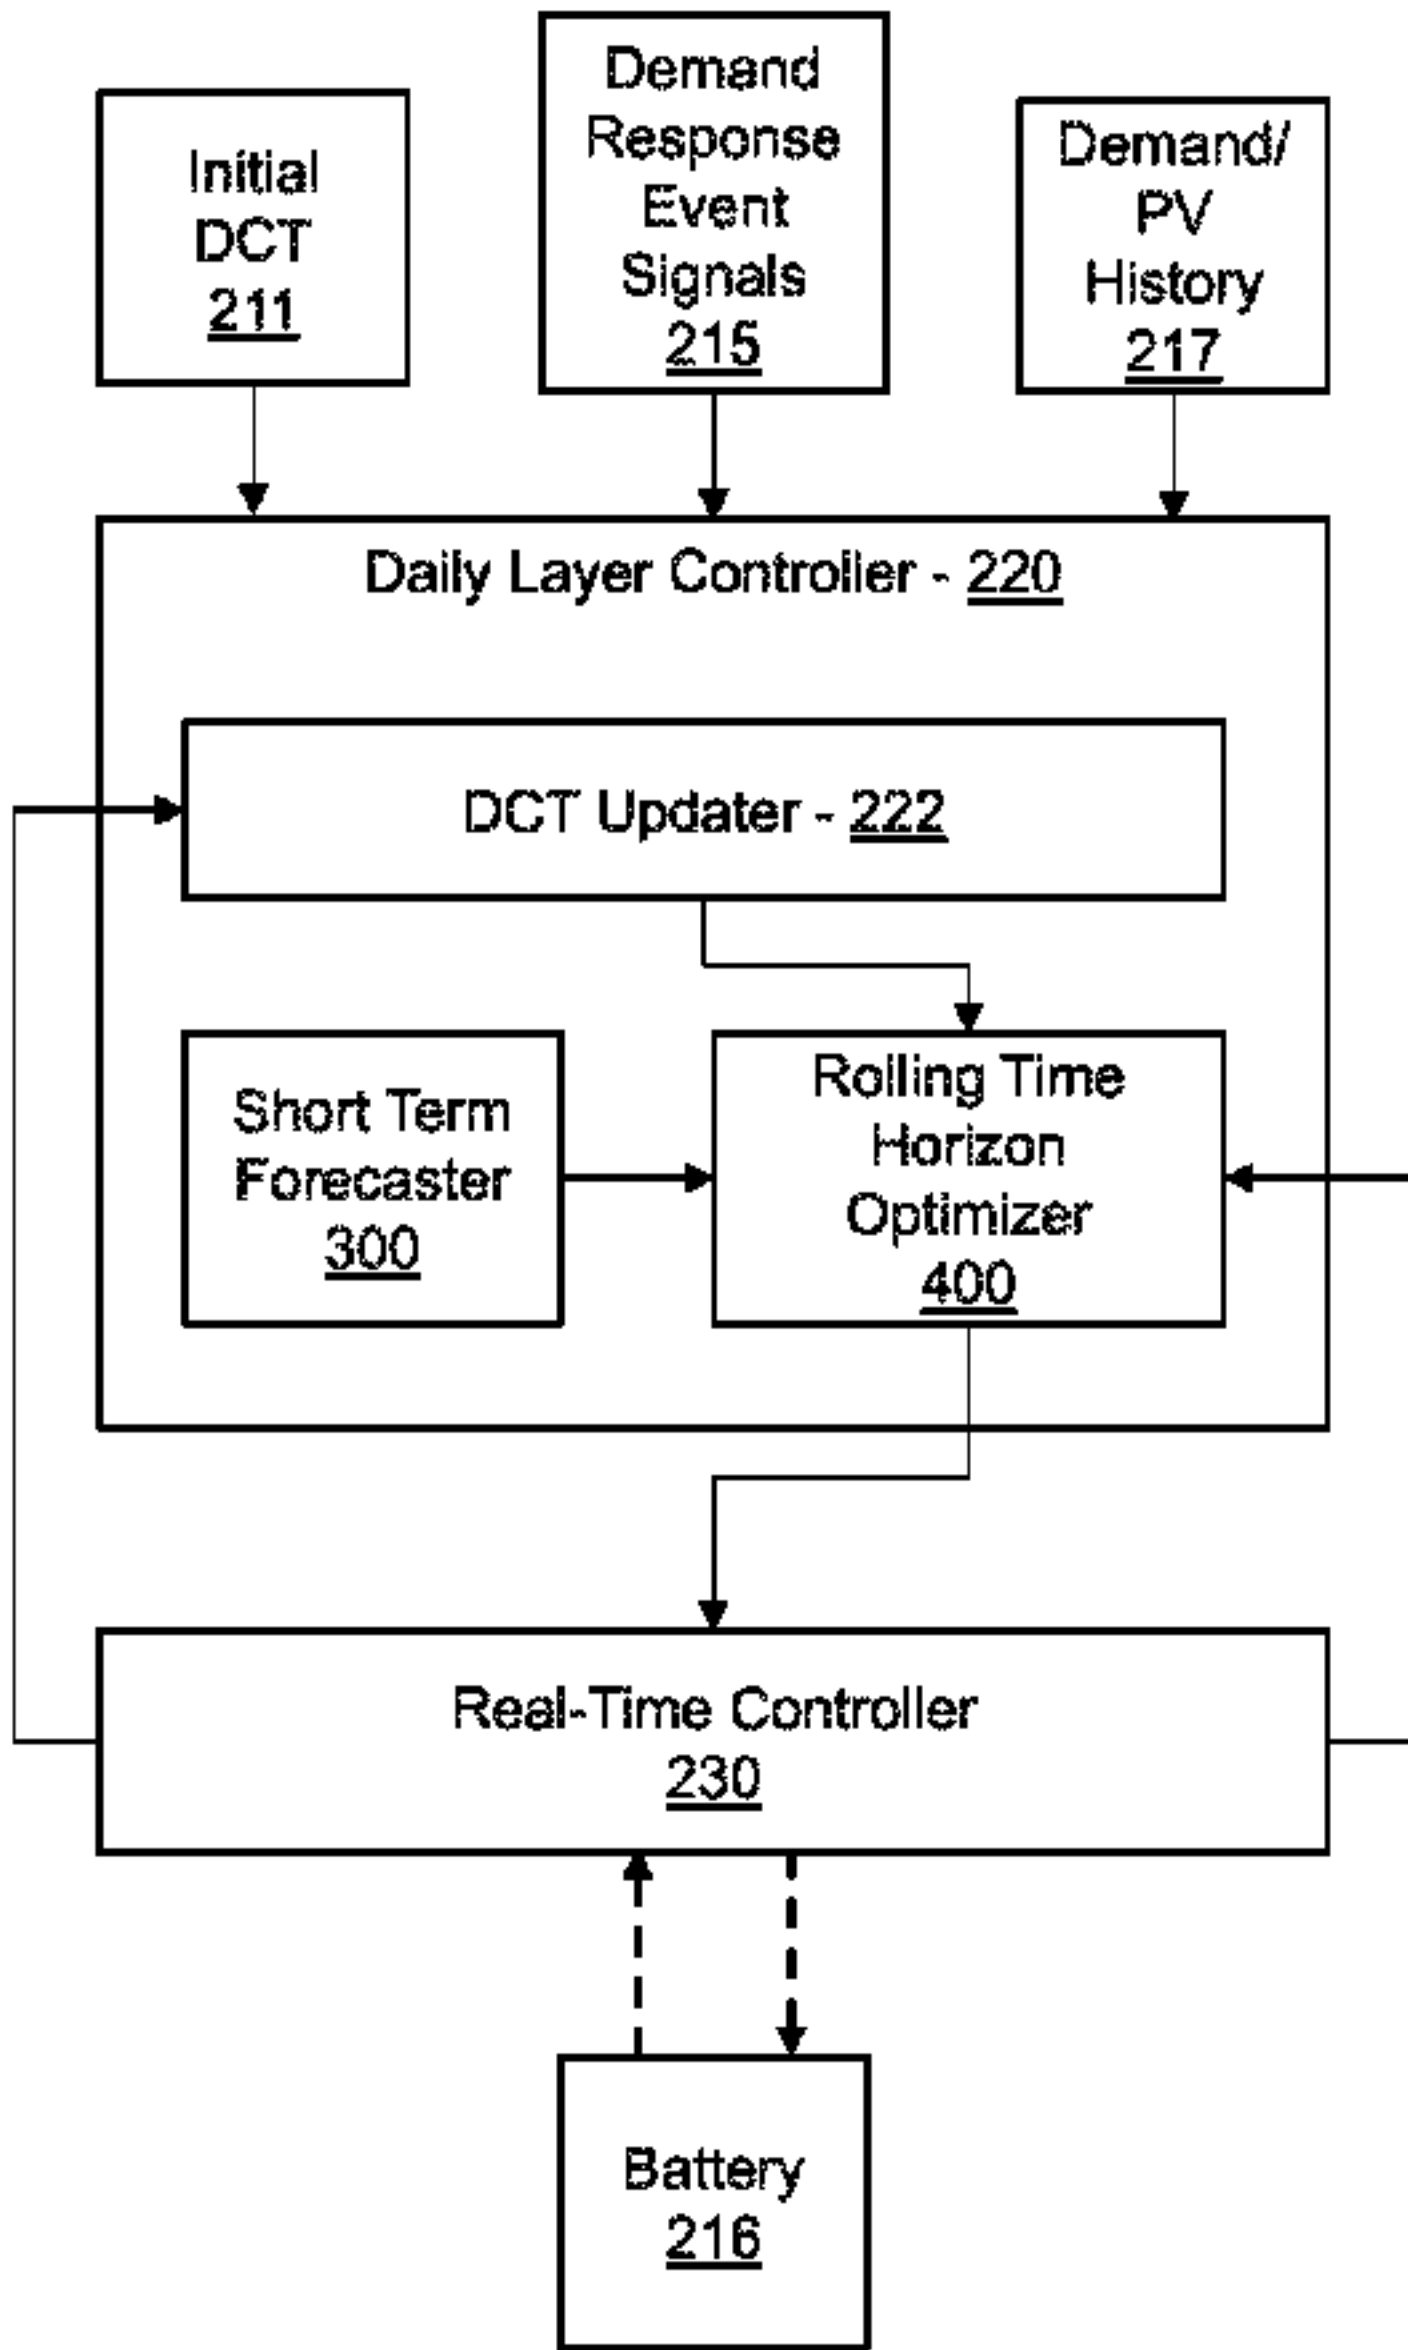 Initial
DCT
211
Demand
Response
Event
Signals
215
Demand/
PV
History
217
Daily Layer Controller - 220
DCT Updater - 222
Short Term
Forecaster
300
Rolling Time
Horizon
Optimizer
400
Real-Time Controller
230
Battery
216